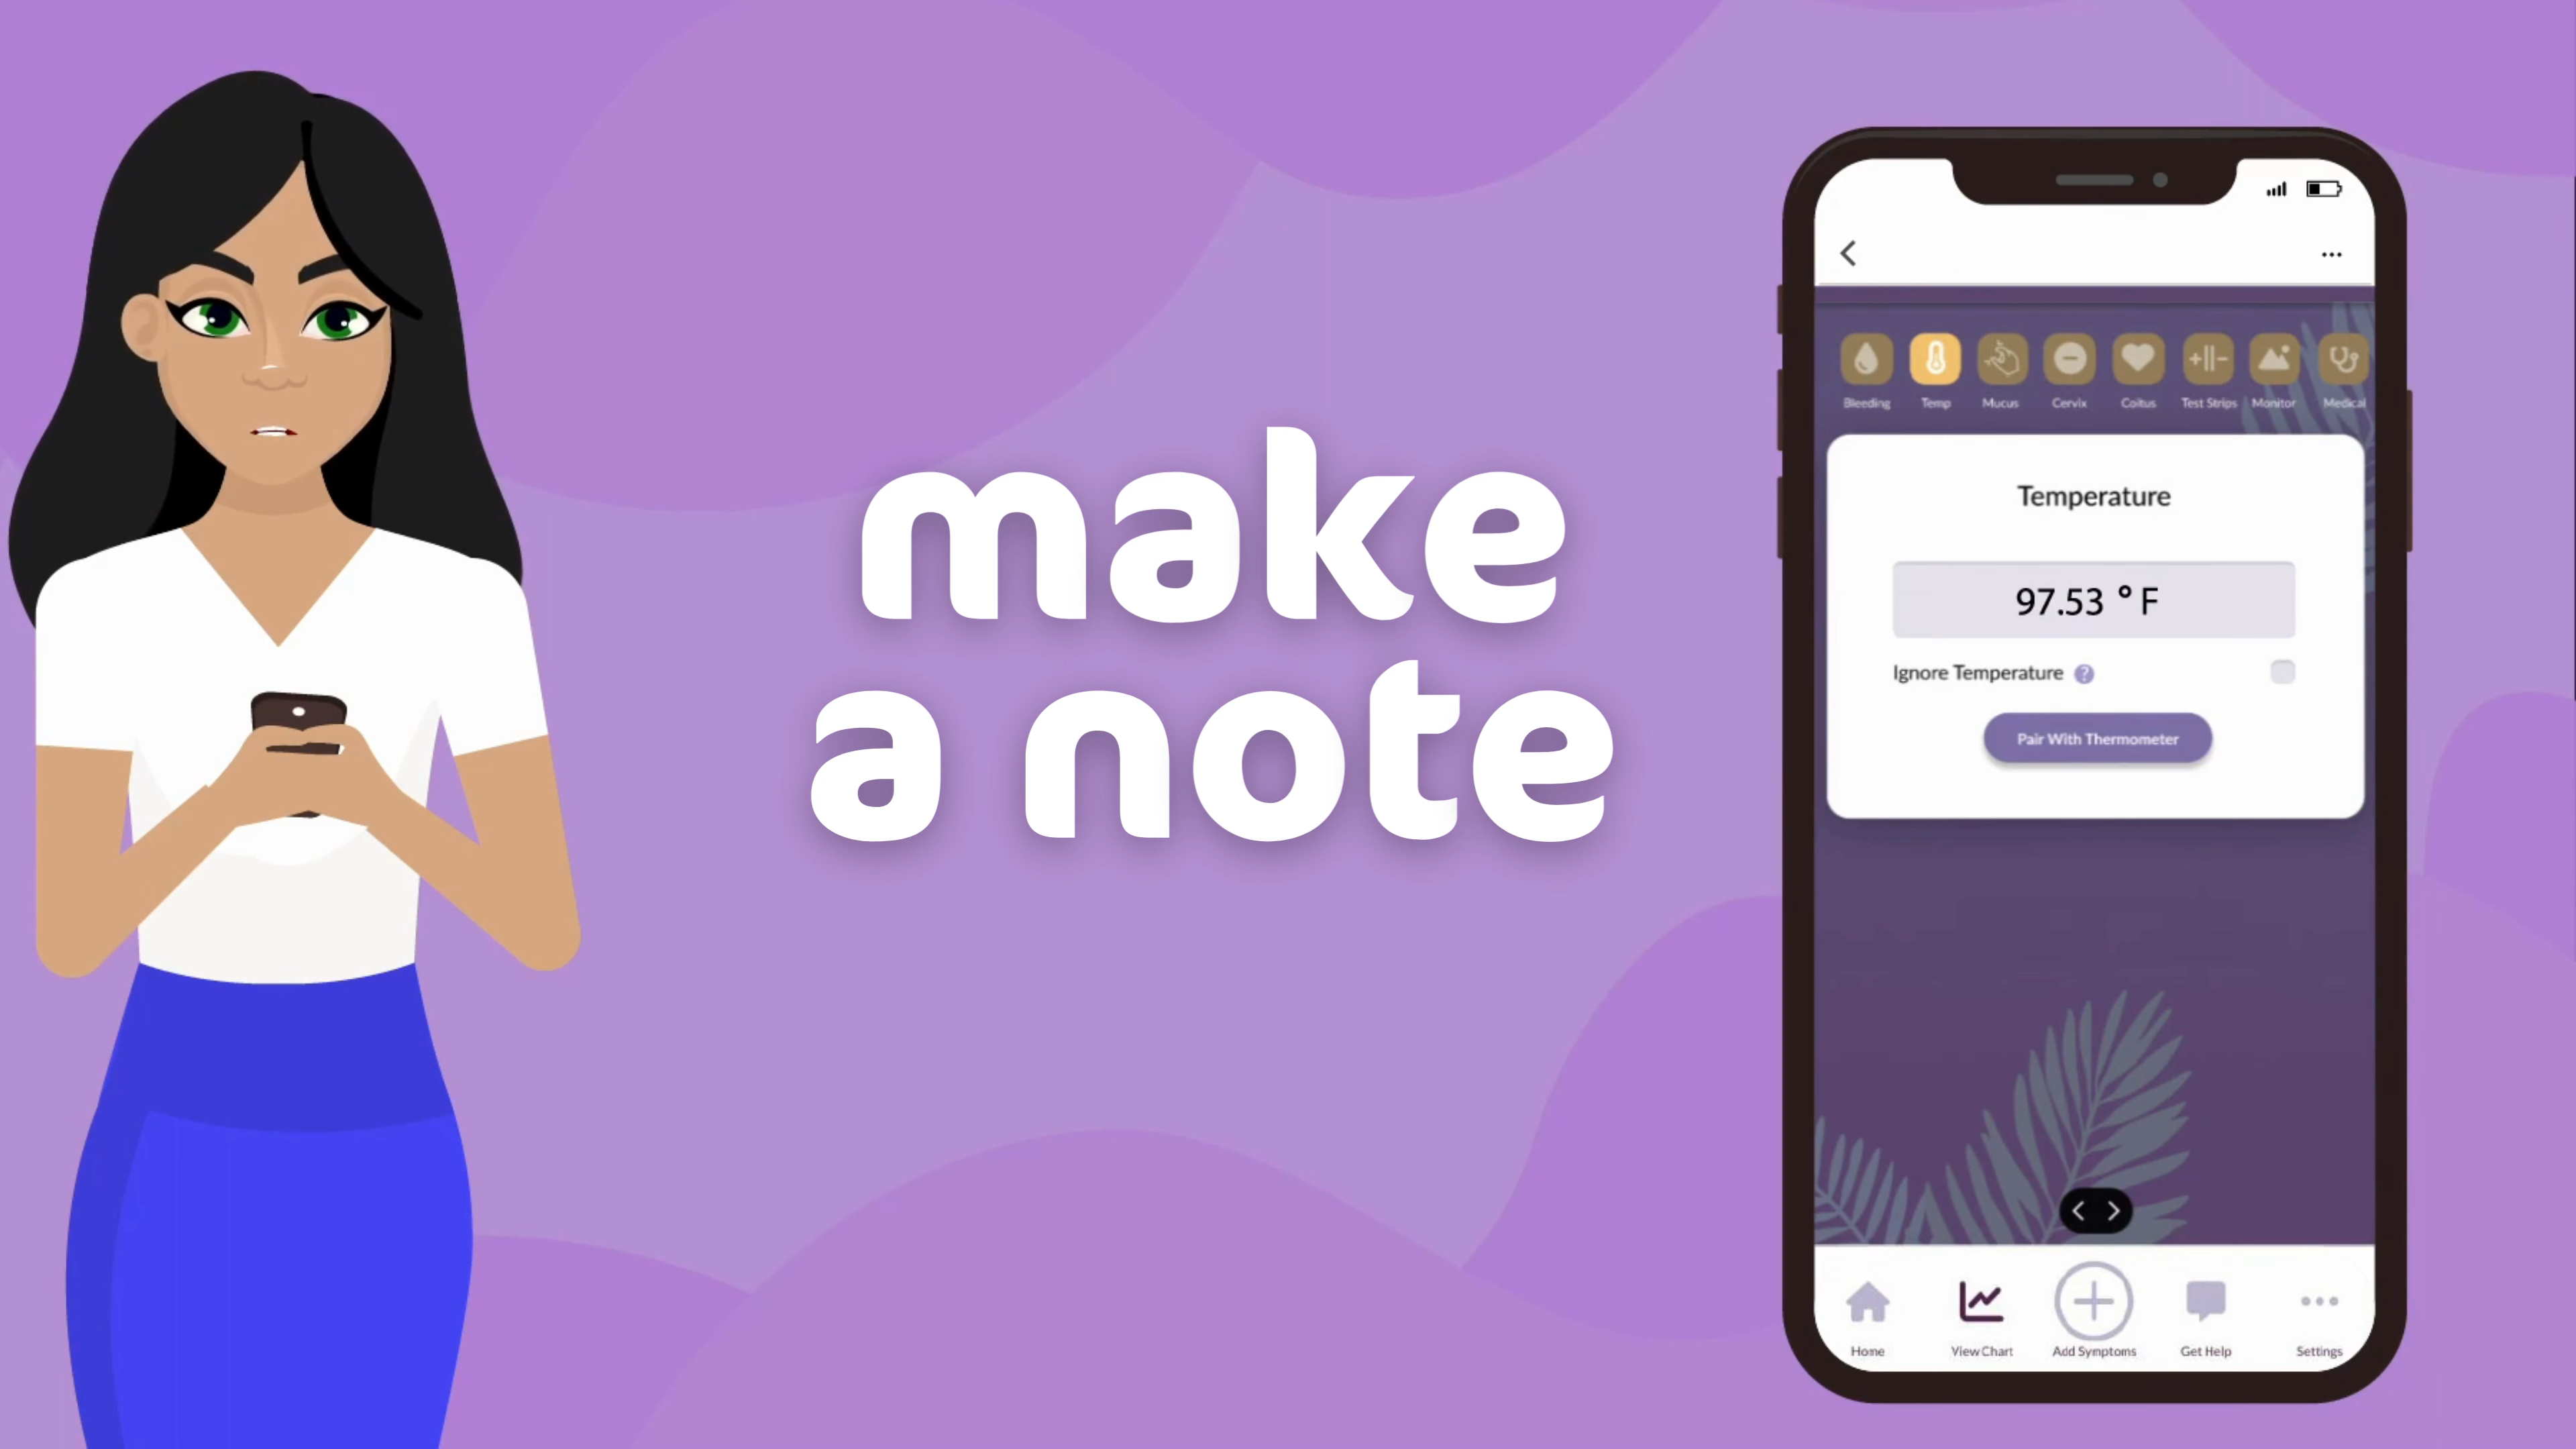 make
a note
Bleeding Temp Mucus Cervix Coitus Test Strips Monitor Medical
Temperature
97.53 ° F
Ignore Temperature ?
Pair With Thermometer
Home View Chart Add Symptoms Get Help Settings